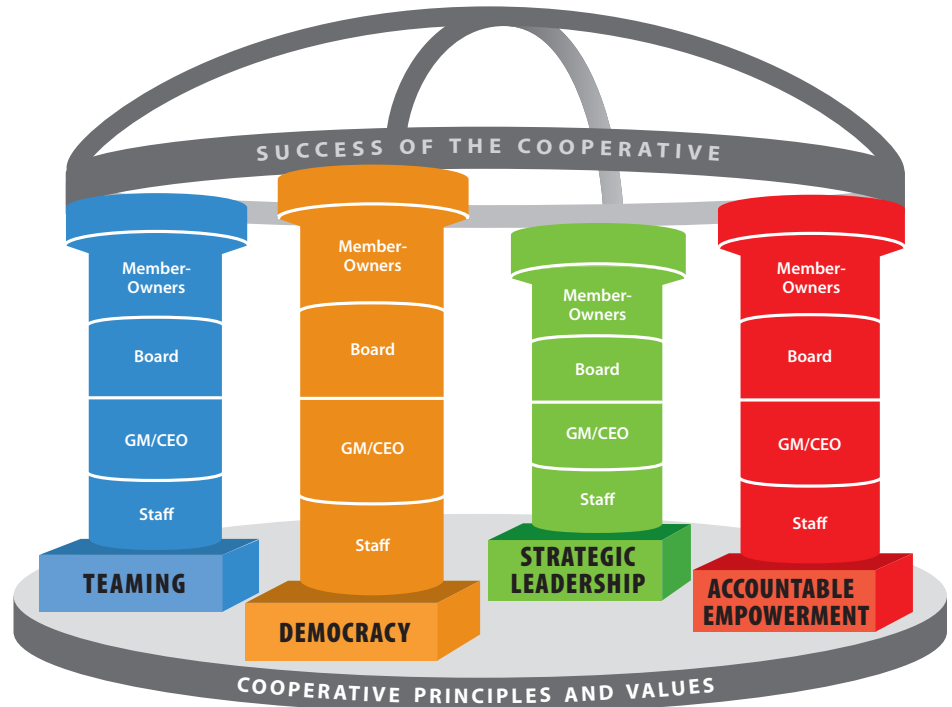 SUCCESS OF THE COOPERATIVE
Member-
Owners
Board
GM/CEO
Staff
TEAMING
Member-
Owners
Board
GM/CEO
Staff
DEMOCRACY
Member-
Owners
Board
GM/CEO
Staff
STRATEGIC
LEADERSHIP
Member-
Owners
Board
GM/CEO
Staff
ACCOUNTABLE
EMPOWERMENT
COOPERATIVE PRINCIPLES AND VALUES